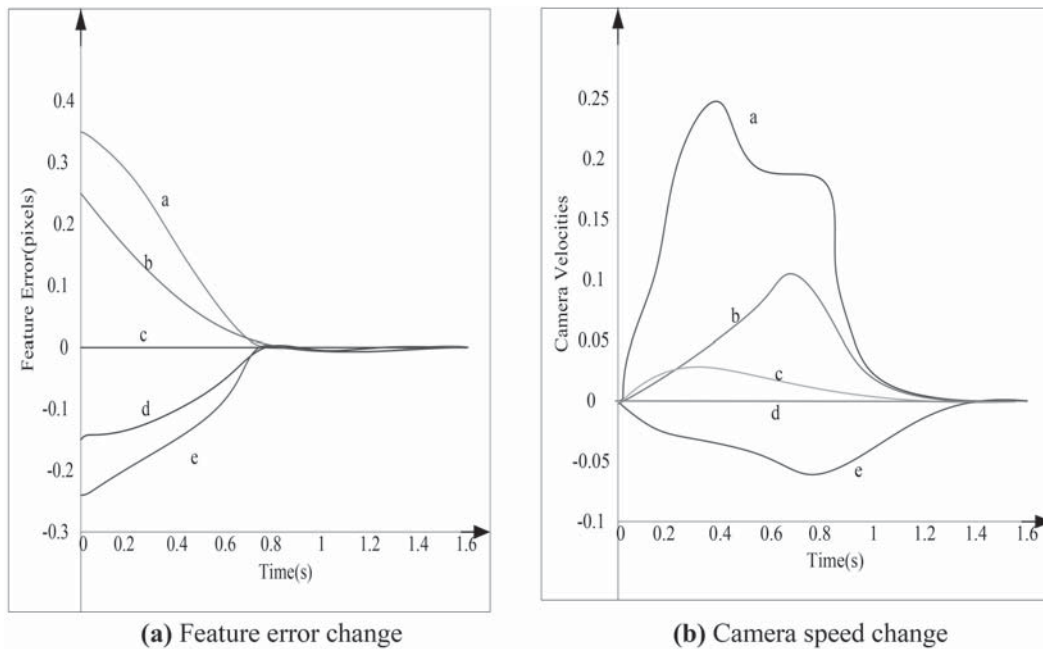 0.4
0.3
0.2
0.1
0
-0.1
-0.2
-0.3
Feature Error(pixels)
a
b
c
d
e
0 0.2 0.4 0.6 0.8 1 1.2 1.4 1.6
Time(s)
(a) Feature error change
0.25
0.2
0.15
0.1
0.05
0
-0.05
-0.1
Camera Velocities
a
b
c
d
e
0 0.2 0.4 0.6 0.8 1 1.2 1.4 1.6
Time(s)
(b) Camera speed change